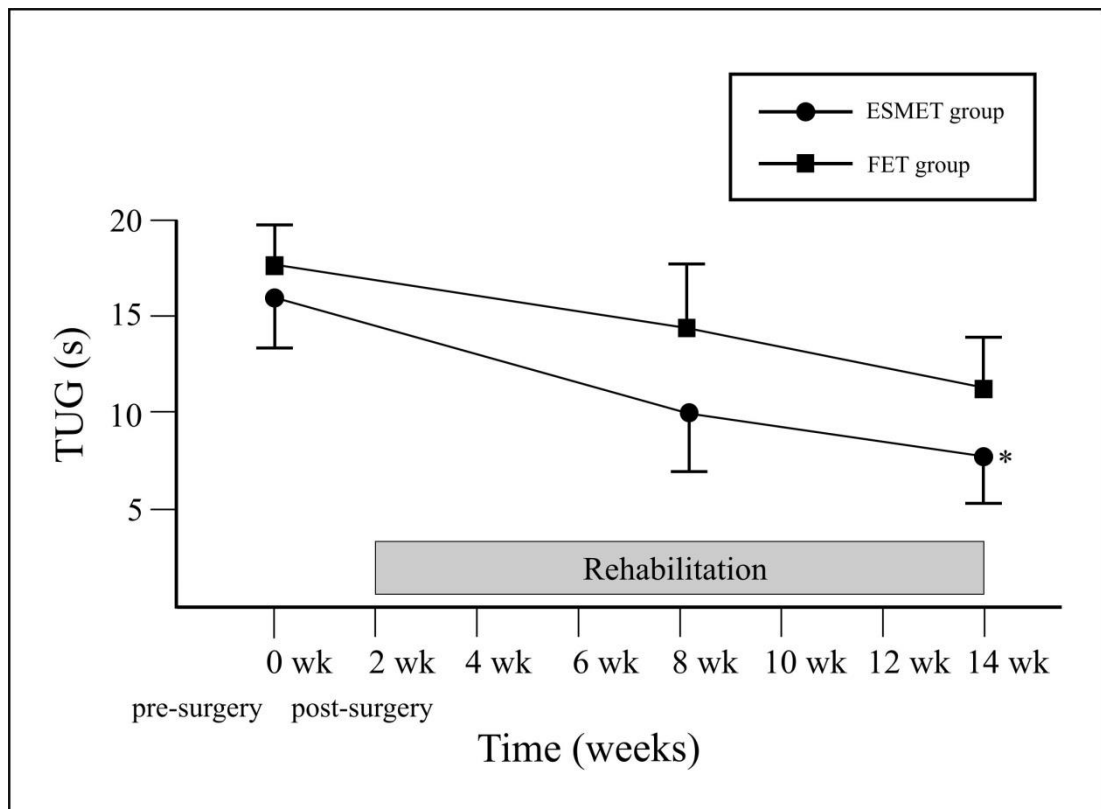 ESMET group
FET group
20
15
10
5
TUG (s)
*
Rehabilitation
0 wk 2 wk 4 wk 6 wk 8 wk 10 wk 12 wk 14 wk
pre-surgery post-surgery
Time (weeks)